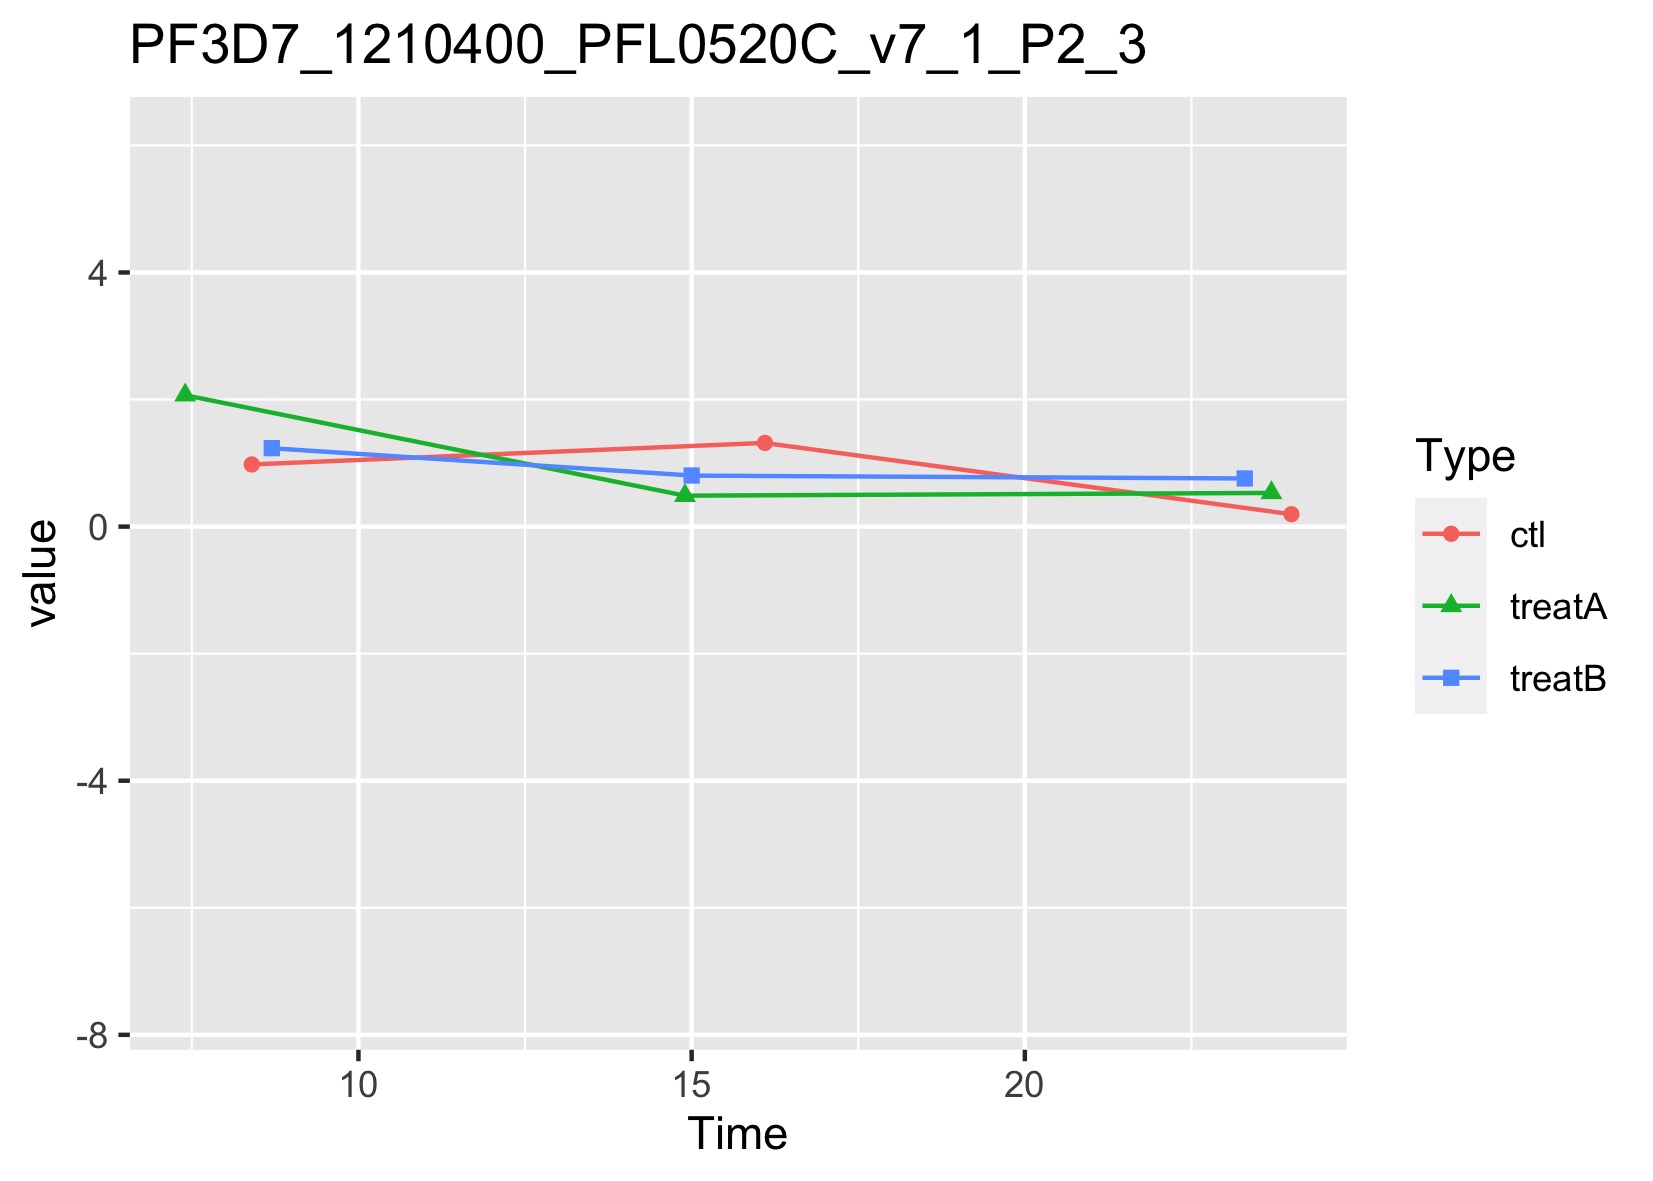 PF3D7_1210400_PFL0520C_v7_1_P2_3
4
0
-4
-8
value
10 15 20
Time
Type
ctl
treatA
treatB